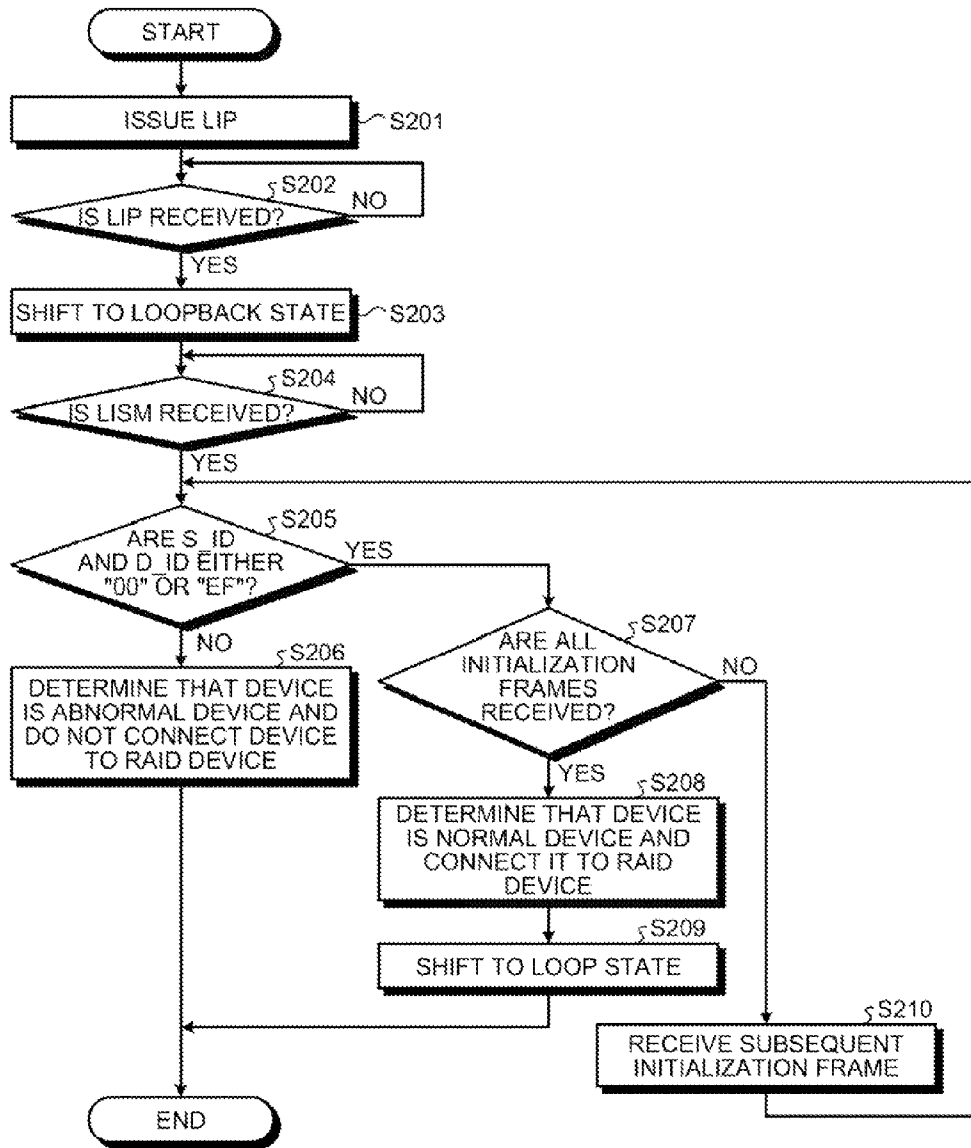 START
ISSUE LIP
S201
S202
IS LIP RECEIVED?
NO
YES
SHIFT TO LOOPBACK STATE
S203
S204
IS LISM RECEIVED?
NO
YES
S205
ARE S_ID
AND D_ID EITHER
"00" OR "EF"?
YES
NO
S206
DETERMINE THAT DEVICE
IS ABNORMAL DEVICE AND
DO NOT CONNECT DEVICE
TO RAID DEVICE
S207
ARE ALL
INITIALIZATION
FRAMES
RECEIVED?
NO
YES
S208
DETERMINE THAT DEVICE
IS NORMAL DEVICE AND
CONNECT IT TO RAID
DEVICE
S209
SHIFT TO LOOP STATE
S210
RECEIVE SUBSEQUENT
INITIALIZATION FRAME
END